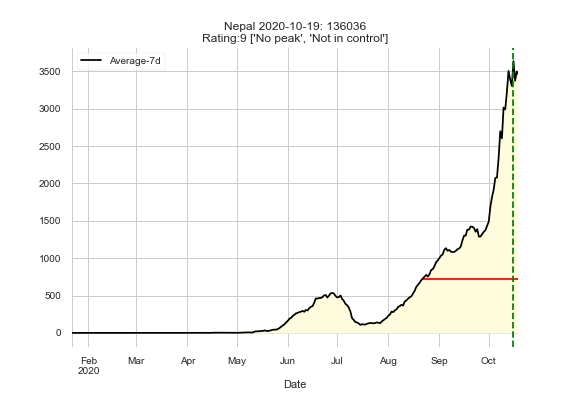 Nepal 2020-10-19: 136036
Rating:9 ['No peak', 'Not in control']
Average-7d
3500
3000
2500
2000
1500
1000
500
0
Feb Mar Apr May Jun Jul Aug Sep Oct
2020
Date